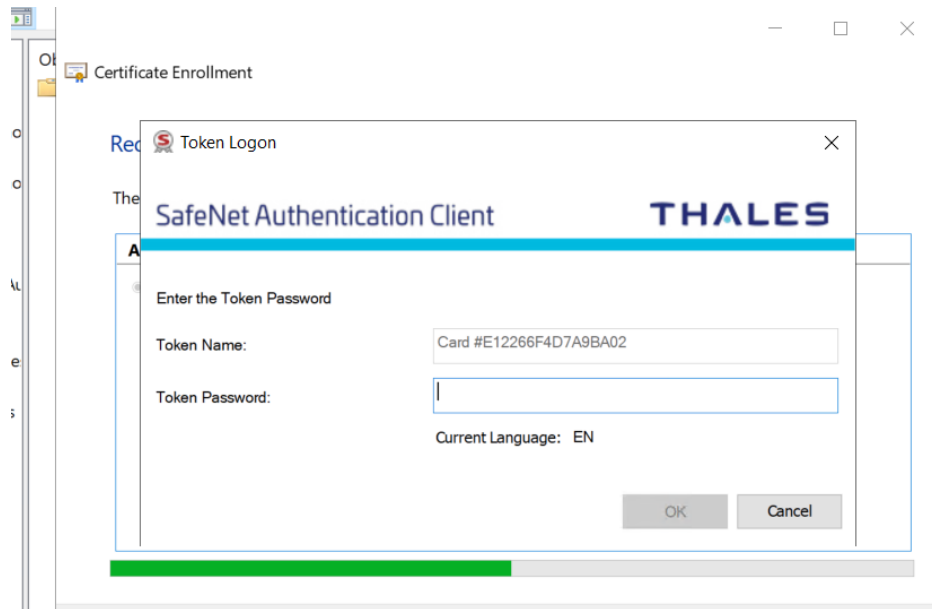 Certificate Enrollment
Token Logon
The
SafeNet Authentication Client
THALES
Enter the Token Password
Token Name:
Card #E12266F4D7A9BA02
Token Password:
Current Language: EN
OK
Cancel